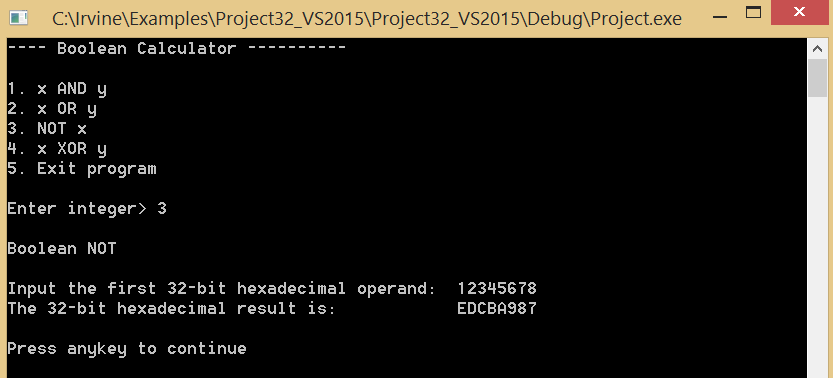 C:\Irvine\Examples\Project32_VS2015\Project32_VS2015\Debug\Project.exe
---- Boolean Calculator ----------
1. x AND y
2. x OR y
3. NOT x
4. x XOR y
5. Exit program
Enter integer> 3
Boolean NOT
Input the first 32-bit hexadecimal operand:  12345678
The 32-bit hexadecimal result is:            EDCBA987
Press anykey to continue